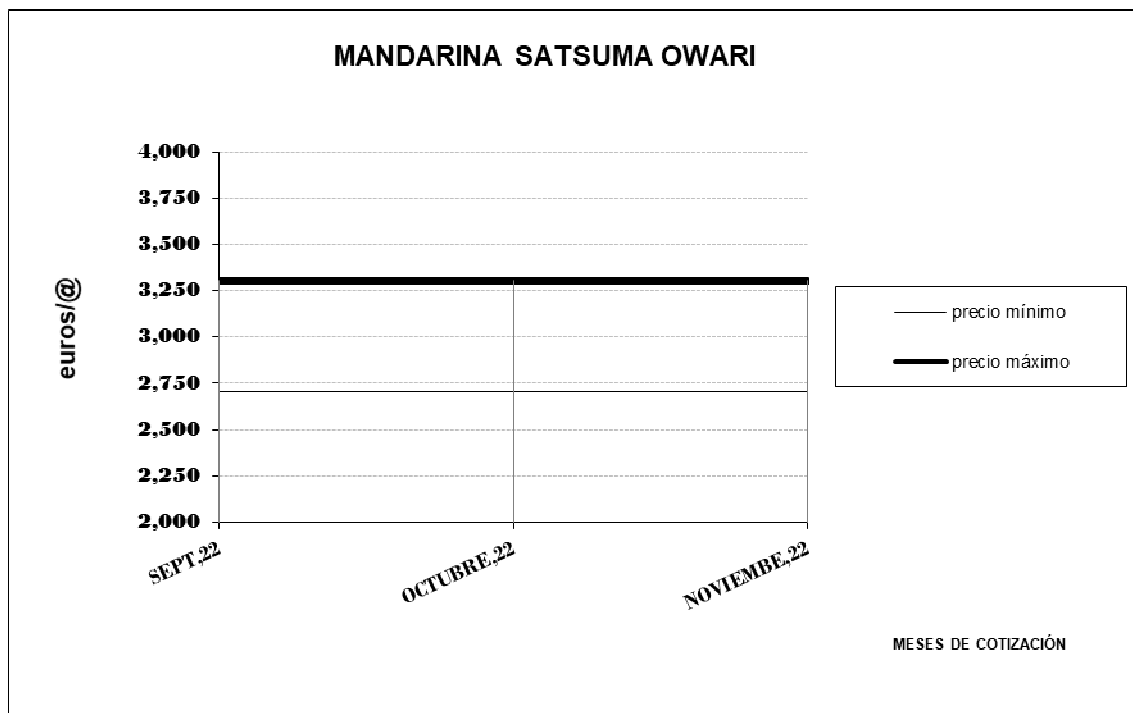 MANDARINA SATSUMA OWARI
4,000
3,750
3,500
3,250
3,000
2,750
2,500
2,250
2,000
euros/@
SEPT,22
OCTUBRE,22
NOVIEMBE,22
precio mínimo
precio máximo
MESES DE COTIZACIÓN